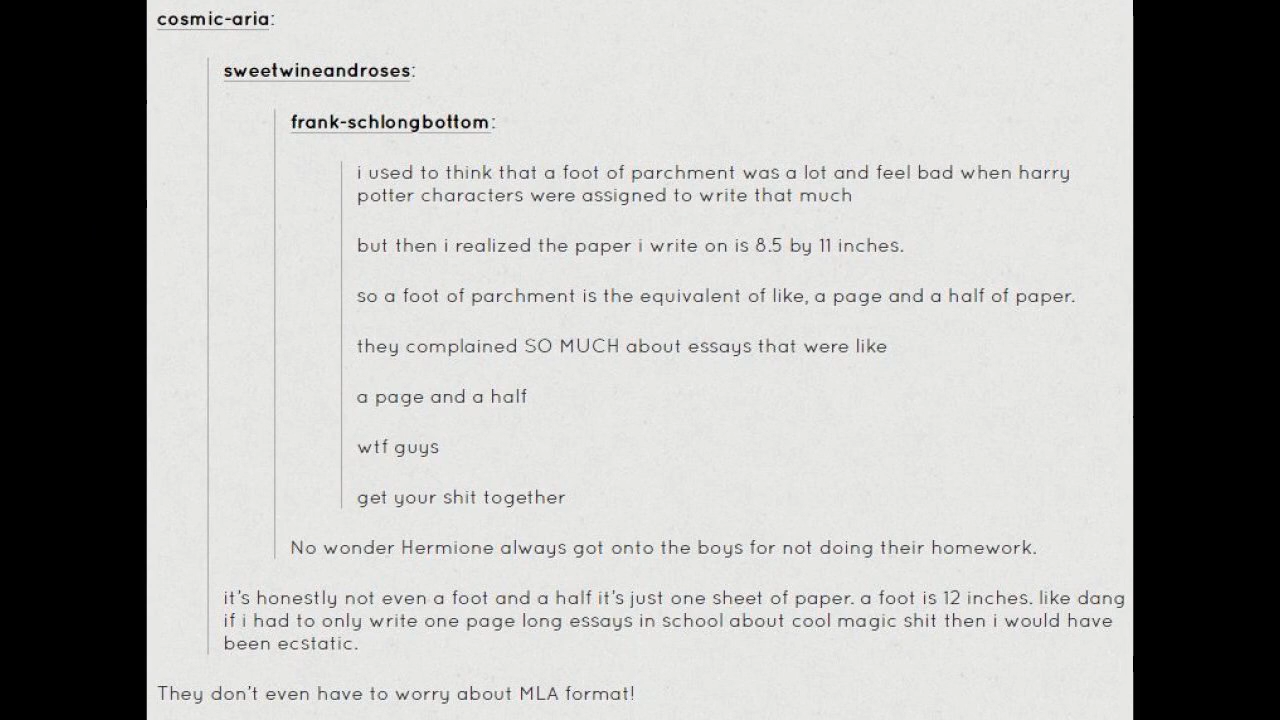 cosmic-aria:
sweetwineandroses:
frank-schlongbottom:
i used to think that a foot of parchment was a lot and feel bad when harry
potter characters were assigned to write that much
but then i realized the paper i write on is 8.5 by 11 inches.
so a foot of parchment is the equivalent of like, a page and a half of paper.
they complained SO MUCH about essays that were like
a page and a half
wtf guys
get your shit together
No wonder Hermione always got onto the boys for not doing their homework.
it's honestly not even a foot and a half it's just one sheet of paper. a foot is 12 inches. like dang
if i had to only write one page long essays in school about cool magic shit then i would have
been ecstatic.
They don't even have to worry about MLA format!